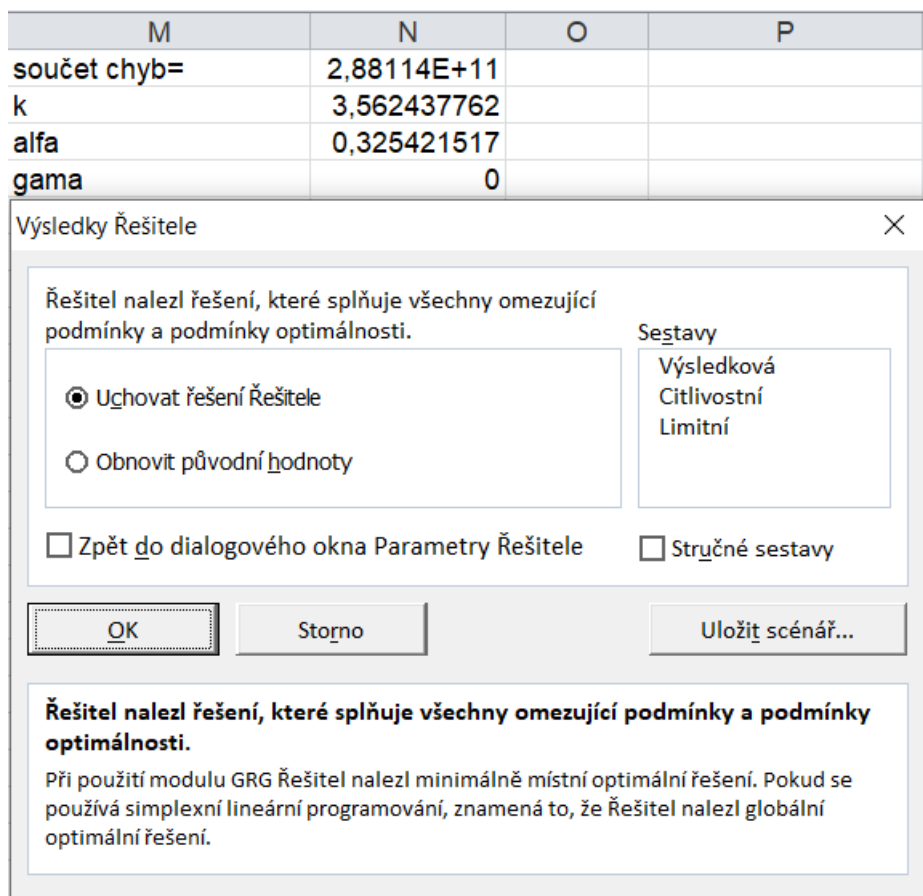 M N O P
součet chyb= 2,88114E+11
k 3,562437762
alfa 0,325421517
gama 0
Výsledky Řešitele
Řešitel nalezl řešení, které splňuje všechny omezující
podmínky a podmínky optimálnosti.
Sestavy
Výsledková
Citlivostní
Limitní
Uchovat řešení Řešitele
Obnovit původní hodnoty
Zpět do dialogového okna Parametry Řešitele
Stručné sestavy
OK
Storno
Uložit scénář...
Řešitel nalezl řešení, které splňuje všechny omezující podmínky a podmínky
optimálnosti.
Při použití modulu GRG Řešitel nalezl minimálně místní optimální řešení. Pokud se
používá simplexní lineární programování, znamená to, že Řešitel nalezl globální
optimální řešení.